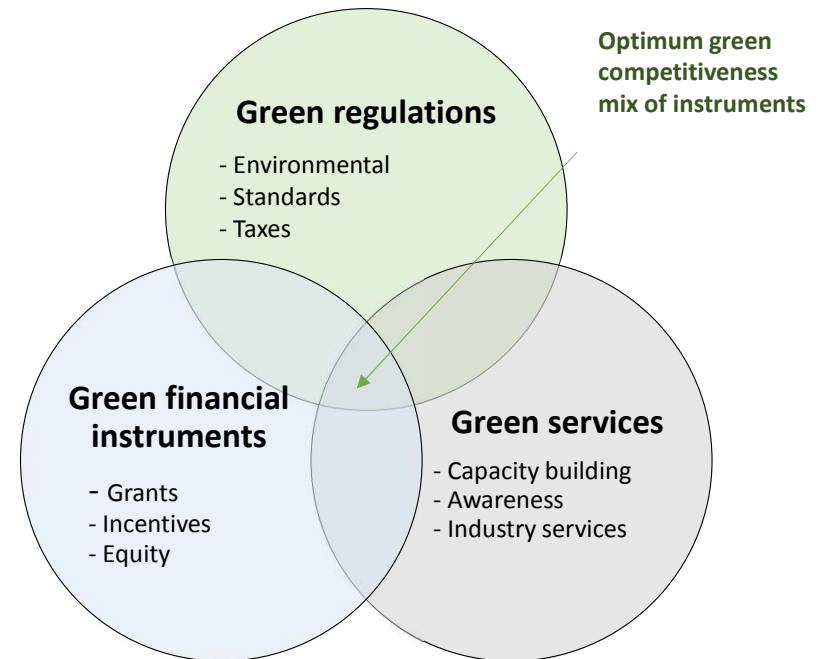 Optimum green
competitiveness
mix of instruments
Green regulations
- Environmental
- Standards
- Taxes
Green financial
instruments
- Grants
- Incentives
- Equity
Green services
- Capacity building
- Awareness
- Industry services